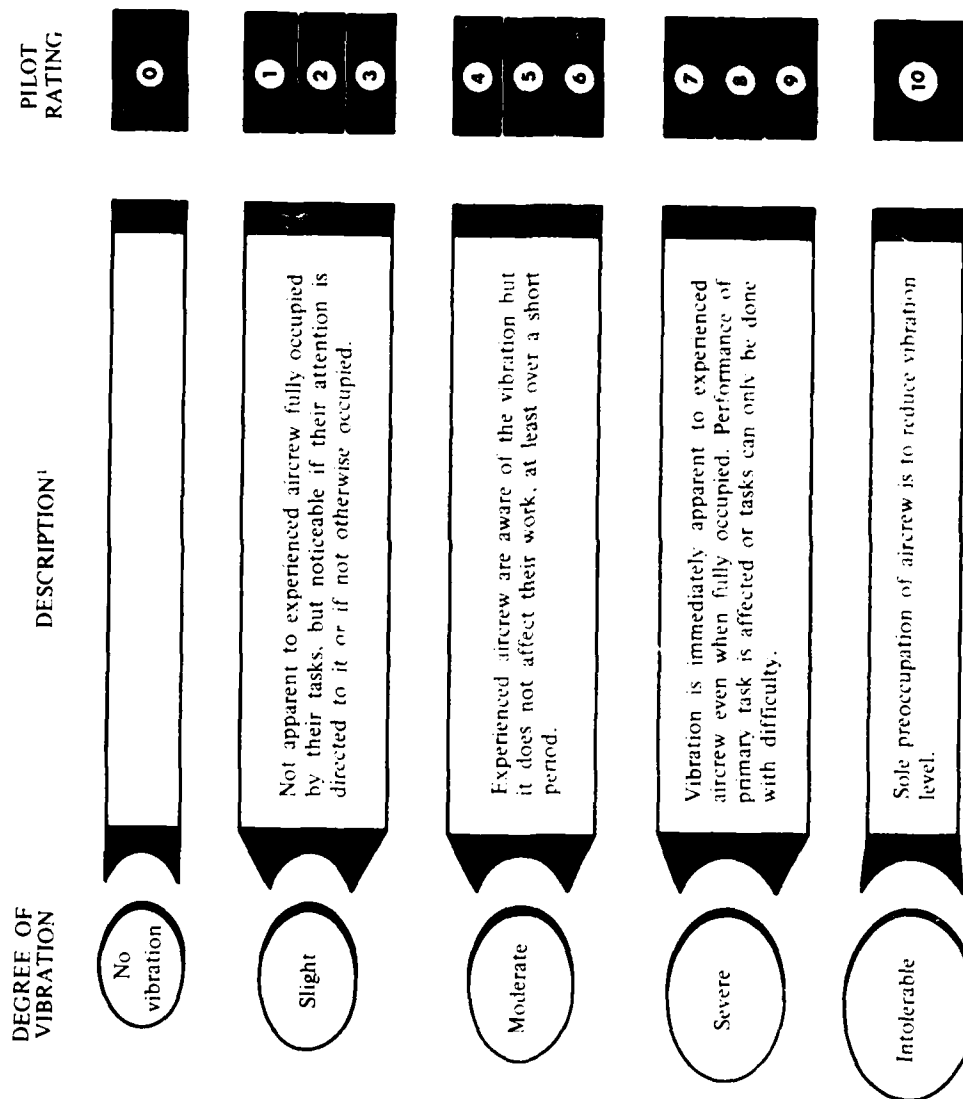 DEGREE OF
VIBRATION
DESCRIPTION¹
PILOT
RATING
No
vibration
0
Slight
Not apparent to experienced aircrew fully occupied
by their tasks, but noticeable if their attention is
directed to it or if not otherwise occupied.
1
2
3
Moderate
Experienced aircrew are aware of the vibration but
it does not affect their work, at least over a short
period.
4
5
6
Severe
Vibration is immediately apparent to experienced
aircrew even when fully occupied. Performance of
primary task is affected or tasks can only be done
with difficulty.
7
8
9
Intolerable
Sole preoccupation of aircrew is to reduce vibration
level.
10